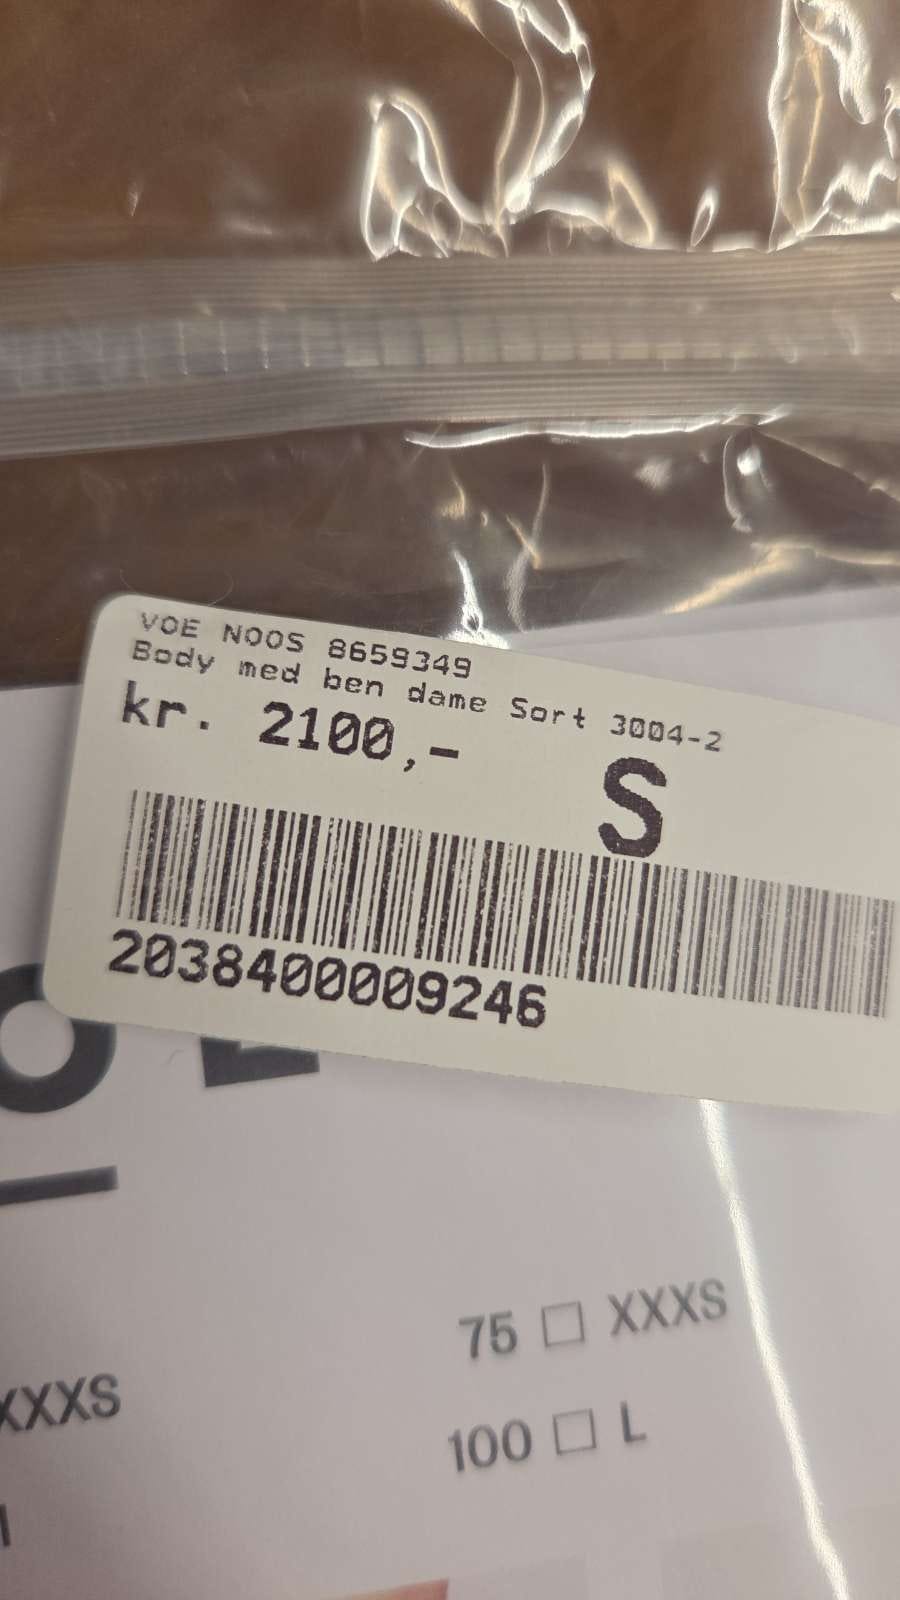 VOE NOOS 8659349
Body med ben dame Sort 3004-2
kr. 2100,-
S
2038400009246
75 □ XXXS
XXXS
100 □ L